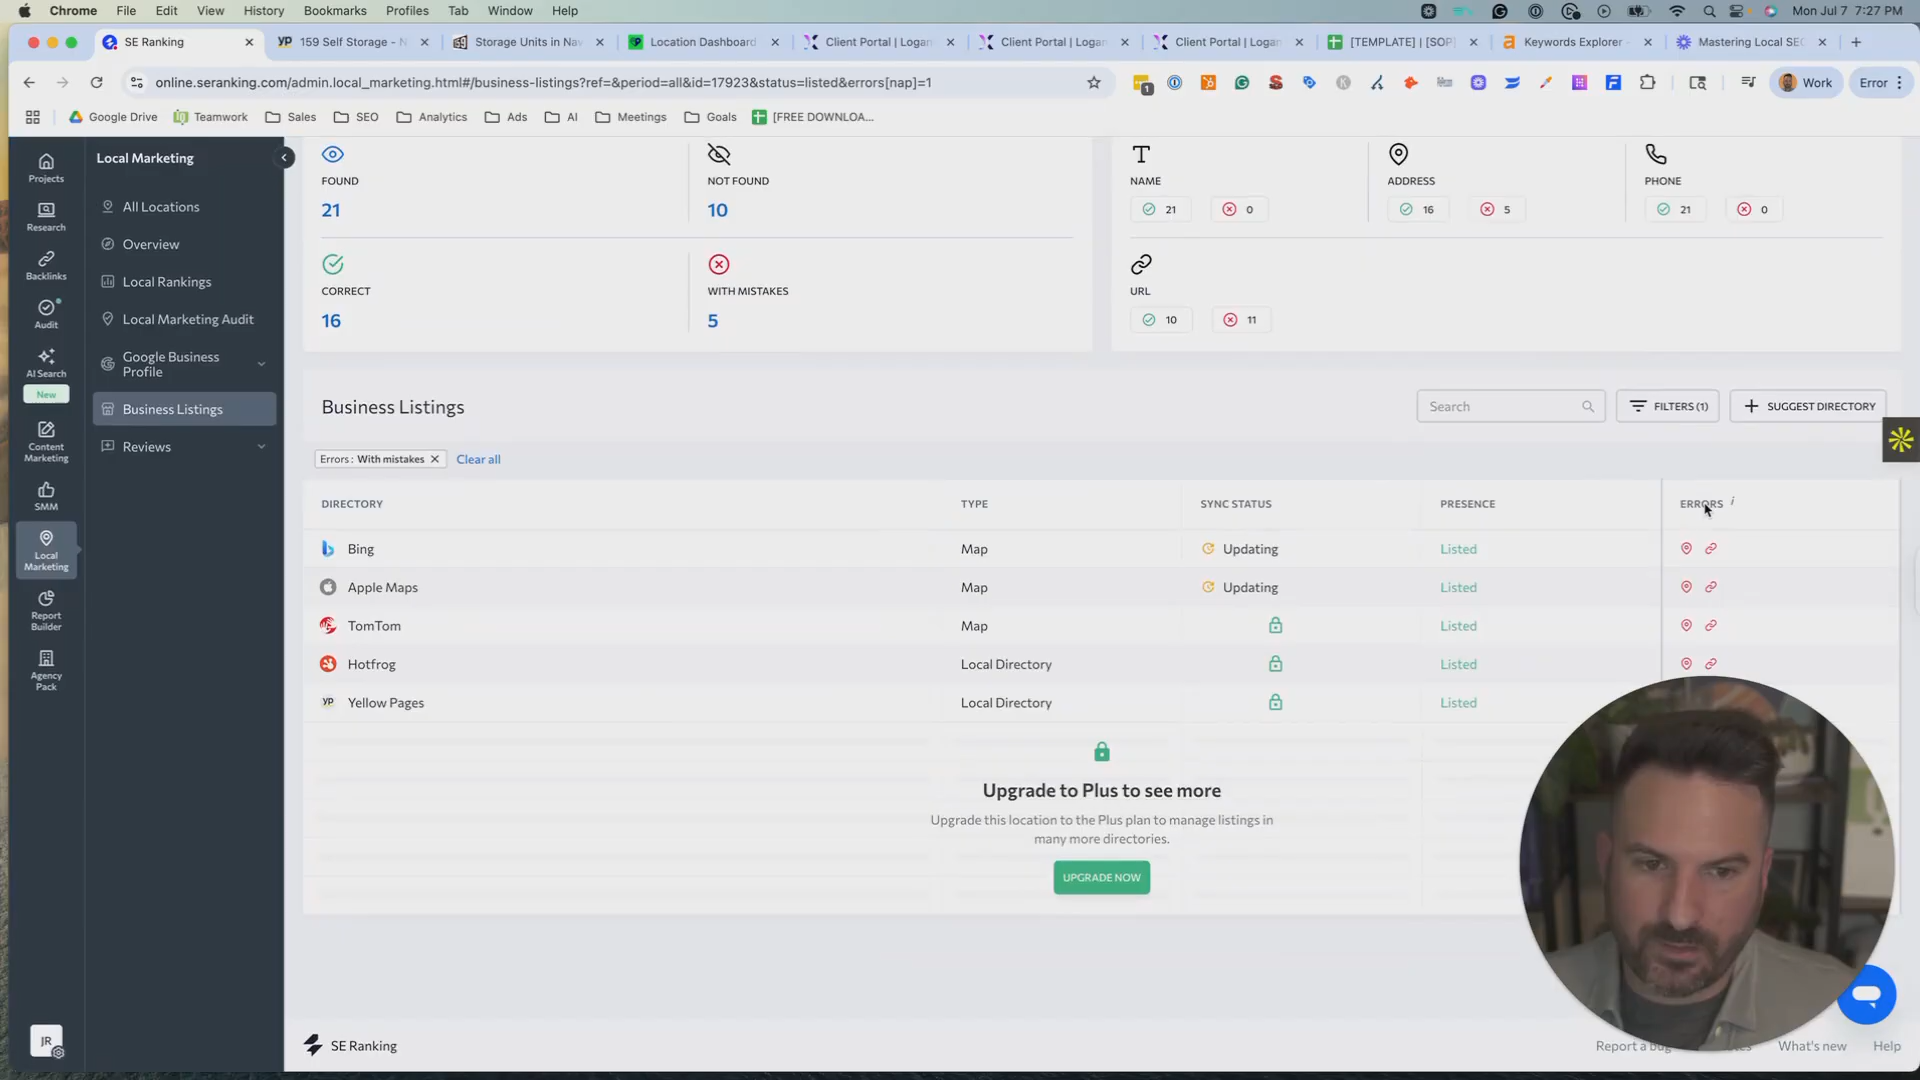 Chrome File Edit View History Bookmarks Profiles Tab Window Help Mon Jul 7 7:27 PM
SE Ranking 159 Self Storage - N Storage Units in Nav Location Dashboard Client Portal | Logan Client Portal | Logan Client Portal | Logan [TEMPLATE] | [SOP] Keywords Explorer - Mastering Local SEO
online.seranking.com/admin.local_marketing.html#/business-listings?ref=&period=all&id=17923&status=listed&errors[nap]=1 1 Work Error
Google Drive Teamwork Sales SEO Analytics Ads AI Meetings Goals [FREE DOWNLOA...
Projects
Research
Backlinks
Audit
AI Search
New
Content
Marketing
SMM
Local
Marketing
Report
Builder
Agency
Pack
JR
Local Marketing
All Locations
Overview
Local Rankings
Local Marketing Audit
Google Business
Profile
Business Listings
Reviews
FOUND NOT FOUND
21 10
CORRECT WITH MISTAKES
16 5
NAME ADDRESS PHONE
21 0 16 5 21 0
URL
10 11
Business Listings Search FILTERS (1) SUGGEST DIRECTORY
Errors : With mistakes Clear all
DIRECTORY TYPE SYNC STATUS PRESENCE ERRORS i
Bing Map Updating Listed
Apple Maps Map Updating Listed
TomTom Map Listed
Hotfrog Local Directory Listed
YP Yellow Pages Local Directory Listed
Upgrade to Plus to see more
Upgrade this location to the Plus plan to manage listings in
many more directories.
UPGRADE NOW
SE Ranking Report a bug What's new Help